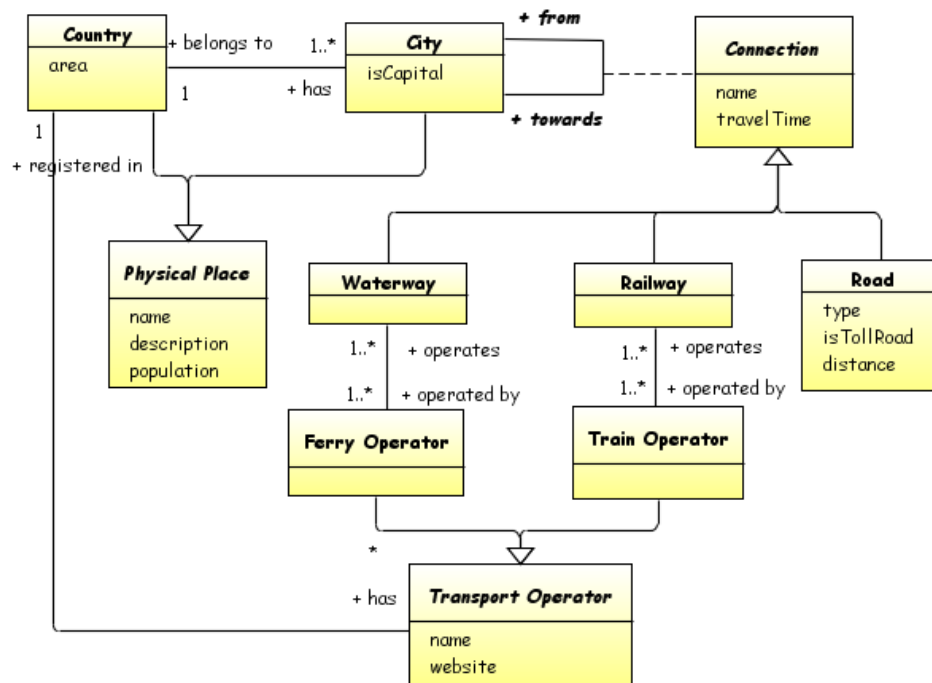 + from
Country
+ belongs to
1..*
City
Connection
area
isCapital
1
+ has
name
travelTime
+ towards
1
+ registered in
Physical Place
Waterway
Railway
Road
name
description
population
type
isTollRoad
distance
1..*
+ operates
1..*
+ operates
1..*
+ operated by
1..*
+ operated by
Ferry Operator
Train Operator
*
+ has
Transport Operator
name
website